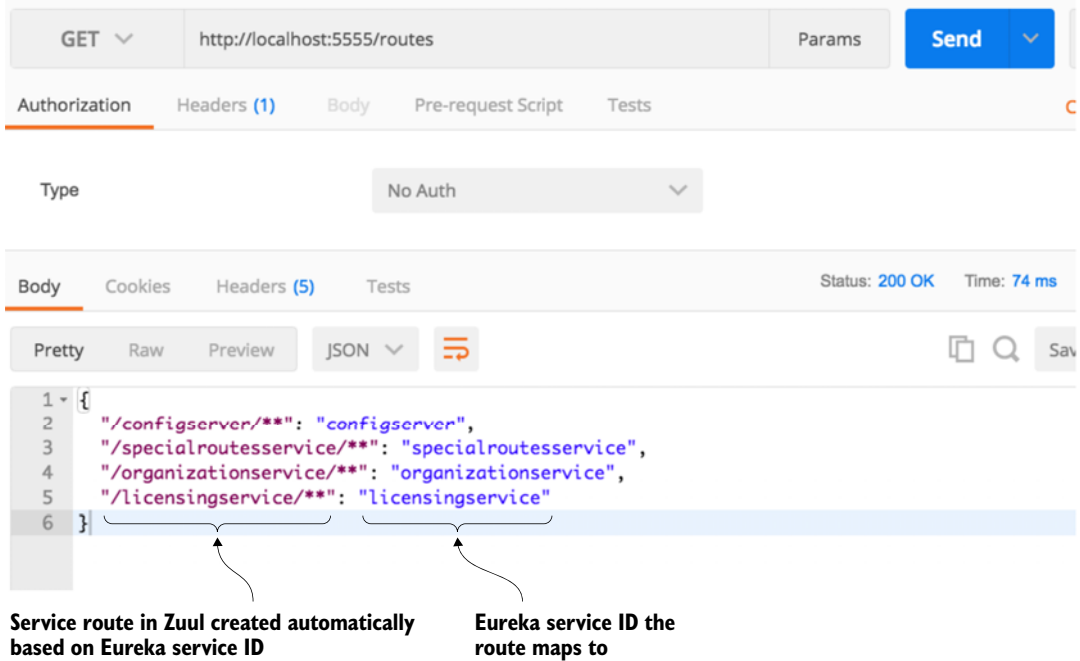 GET http://localhost:5555/routes Params Send
Authorization Headers (1) Body Pre-request Script Tests
Type No Auth
Body Cookies Headers (5) Tests Status: 200 OK Time: 74 ms
Pretty Raw Preview JSON Sav
1 {
2 "/configserver/**": "configserver",
3 "/specialroutesservice/**": "specialroutesservice",
4 "/organizationservice/**": "organizationservice",
5 "/licensingservice/**": "licensingservice"
6 }
Service route in Zuul created automatically
based on Eureka service ID
Eureka service ID the
route maps to